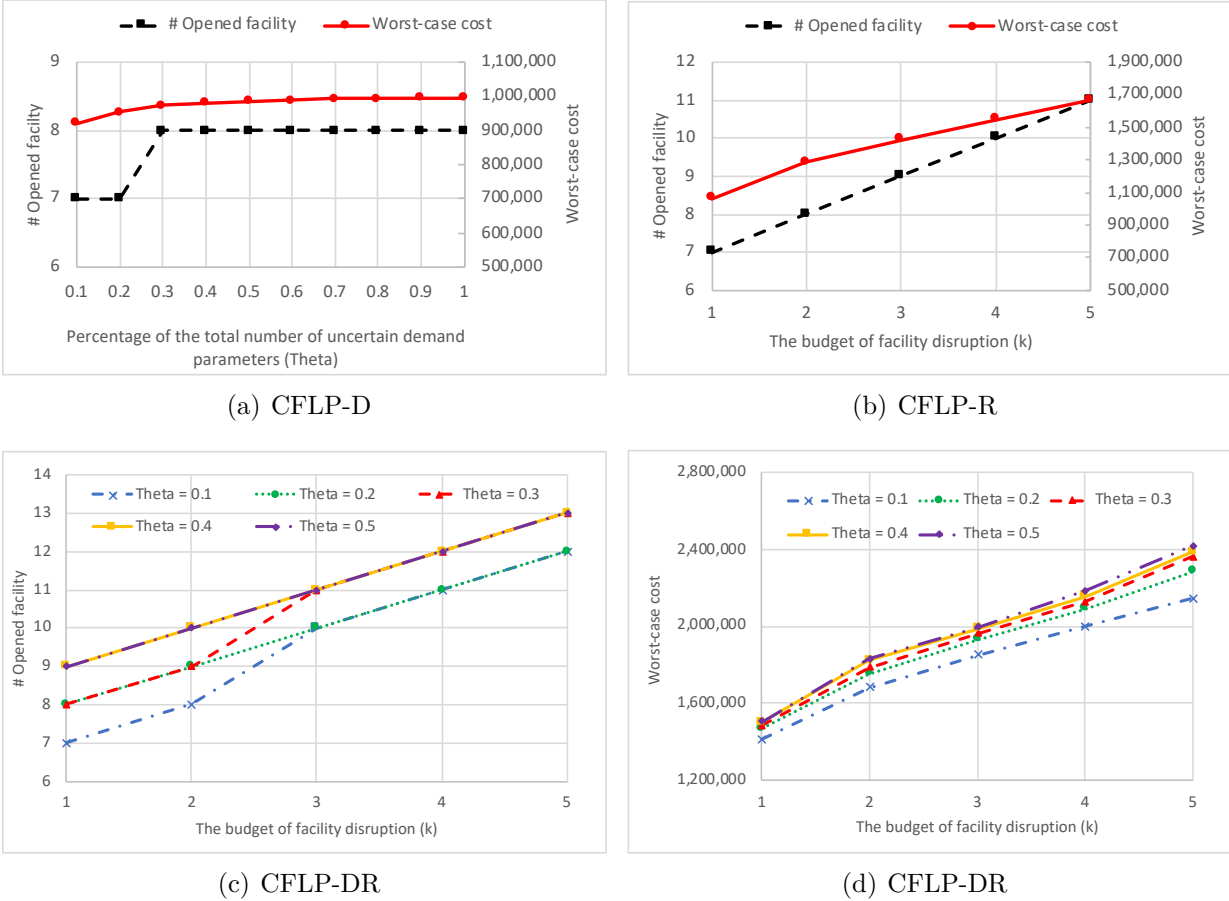 # Opened facility Worst-case cost
9
8
7
6
# Opened facilty
1,100,000
1,000,000
900,000
800,000
700,000
600,000
500,000
Worst-case cost
0.1 0.2 0.3 0.4 0.5 0.6 0.7 0.8 0.9 1
Percentage of the total number of uncertain demand
parameters (Theta)
(a) CFLP-D
# Opened facility Worst-case cost
12
11
10
9
8
7
6
# Opened facility
1,900,000
1,700,000
1,500,000
1,300,000
1,100,000
900,000
700,000
500,000
Worst-case cost
1 2 3 4 5
The budget of facility disruption (k)
(b) CFLP-R
14
13
12
11
10
9
8
7
6
# Opened facility
Theta = 0.1 Theta = 0.2 Theta = 0.3
Theta = 0.4 Theta = 0.5
1 2 3 4 5
The budget of facility disruption (k)
(c) CFLP-DR
2,800,000
2,400,000
2,000,000
1,600,000
1,200,000
Worst-case cost
Theta = 0.1 Theta = 0.2 Theta = 0.3
Theta = 0.4 Theta = 0.5
1 2 3 4 5
The budget of facility disruption (k)
(d) CFLP-DR